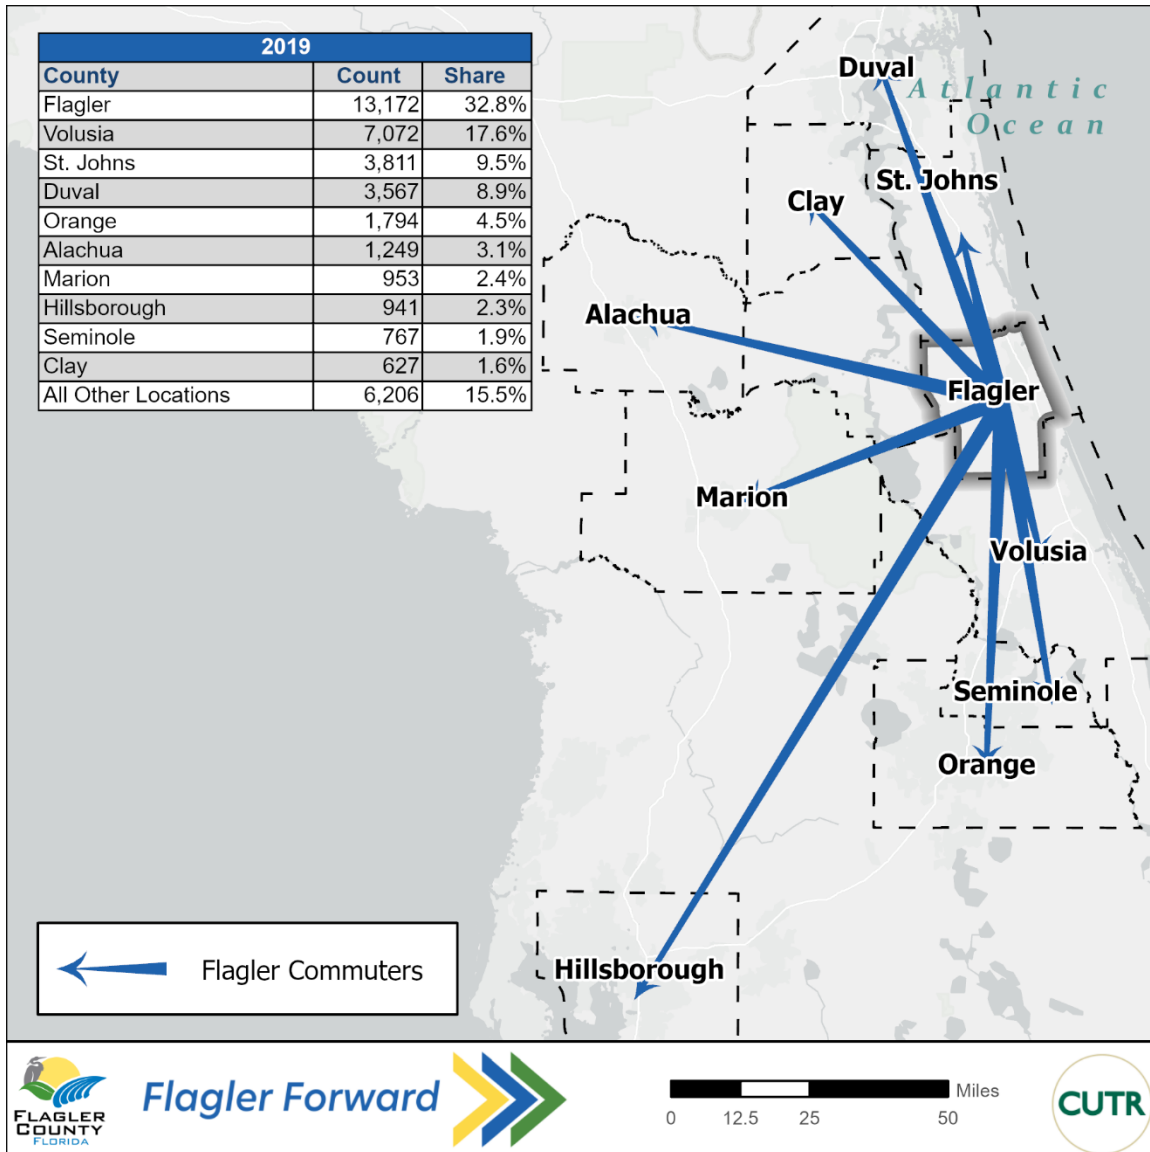 2019
County Count Share
Flagler 13,172 32.8%
Volusia 7,072 17.6%
St. Johns 3,811 9.5%
Duval 3,567 8.9%
Orange 1,794 4.5%
Alachua 1,249 3.1%
Marion 953 2.4%
Hillsborough 941 2.3%
Seminole 767 1.9%
Clay 627 1.6%
All Other Locations 6,206 15.5%
Duval
Atlantic
Ocean
St. Johns
Clay
Alachua
Flagler
Marion
Volusia
Seminole
Orange
Hillsborough
Flagler Commuters
FLAGLER
COUNTY
FLORIDA
Flagler Forward
Miles
0 12.5 25 50
CUTR